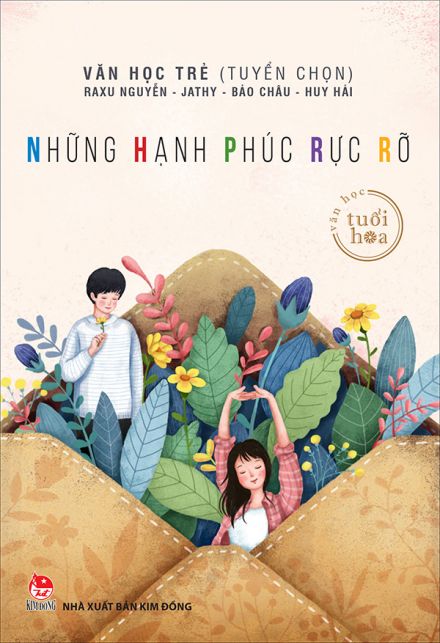 VĂN HỌC TRẺ (TUYỂN CHỌN)
RAXU NGUYỄN - JATHY - BẢO CHÂU - HUY HẢI
NHỮNG HẠNH PHÚC RỰC RỠ
văn học
tuổi
hoa
KIM ĐỒNG
NHÀ XUẤT BẢN KIM ĐỒNG